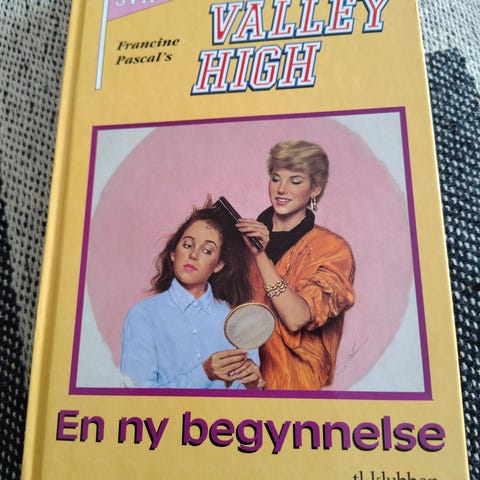 VALLEY
Francine
Pascal's
HIGH
En ny begynnelse